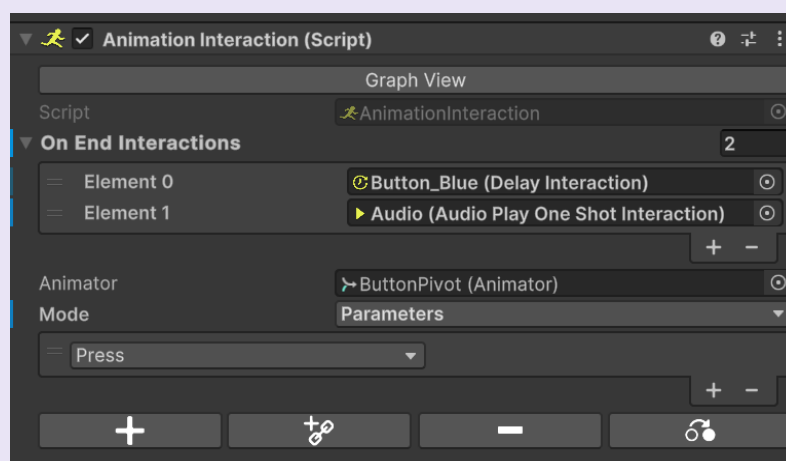 Animation Interaction (Script)
Graph View
Script AnimationInteraction
On End Interactions 2
Element 0 Button_Blue (Delay Interaction)
Element 1 Audio (Audio Play One Shot Interaction)
Animator ButtonPivot (Animator)
Mode Parameters
Press